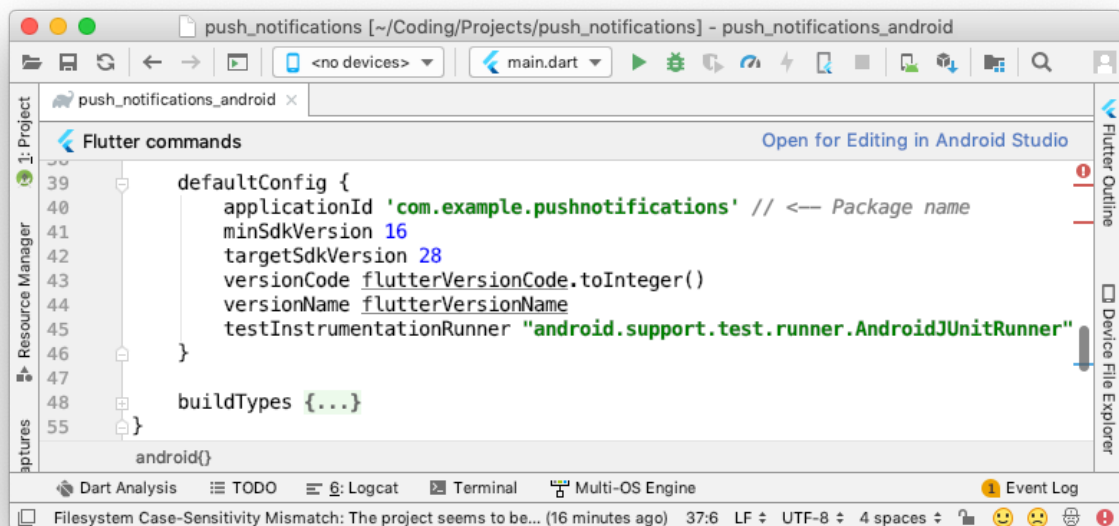 push_notifications [~/Coding/Projects/push_notifications] - push_notifications_android
<no devices>
main.dart
push_notifications_android
Flutter commands
Open for Editing in Android Studio
1: Project
Resource Manager
aptures
Flutter Outline
Device File Explorer
39 defaultConfig {
40 applicationId 'com.example.pushnotifications' // <-- Package name
41 minSdkVersion 16
42 targetSdkVersion 28
43 versionCode flutterVersionCode.toInteger()
44 versionName flutterVersionName
45 testInstrumentationRunner "android.support.test.runner.AndroidJUnitRunner"
46 }
47
48 buildTypes {...}
55 }
android{}
Dart Analysis TODO 6: Logcat Terminal Multi-OS Engine 1 Event Log
Filesystem Case-Sensitivity Mismatch: The project seems to be... (16 minutes ago) 37:6 LF UTF-8 4 spaces